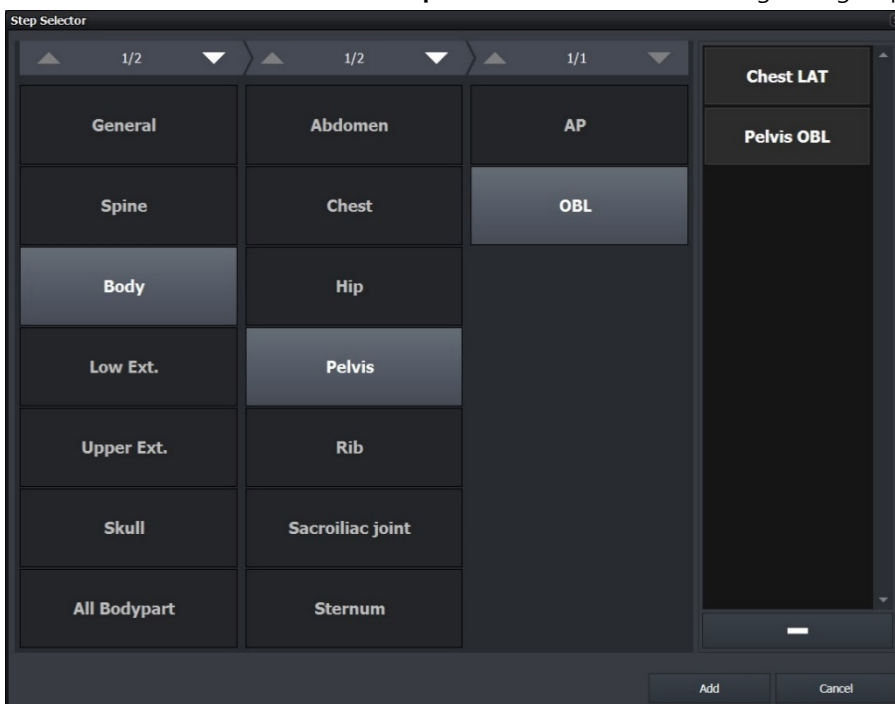 Step Selector
1/2
1/2
1/1
General
Abdomen
AP
Spine
Chest
OBL
Body
Hip
Low Ext.
Pelvis
Upper Ext.
Rib
Skull
Sacroiliac joint
All Bodypart
Sternum
Chest LAT
Pelvis OBL
Add
Cancel